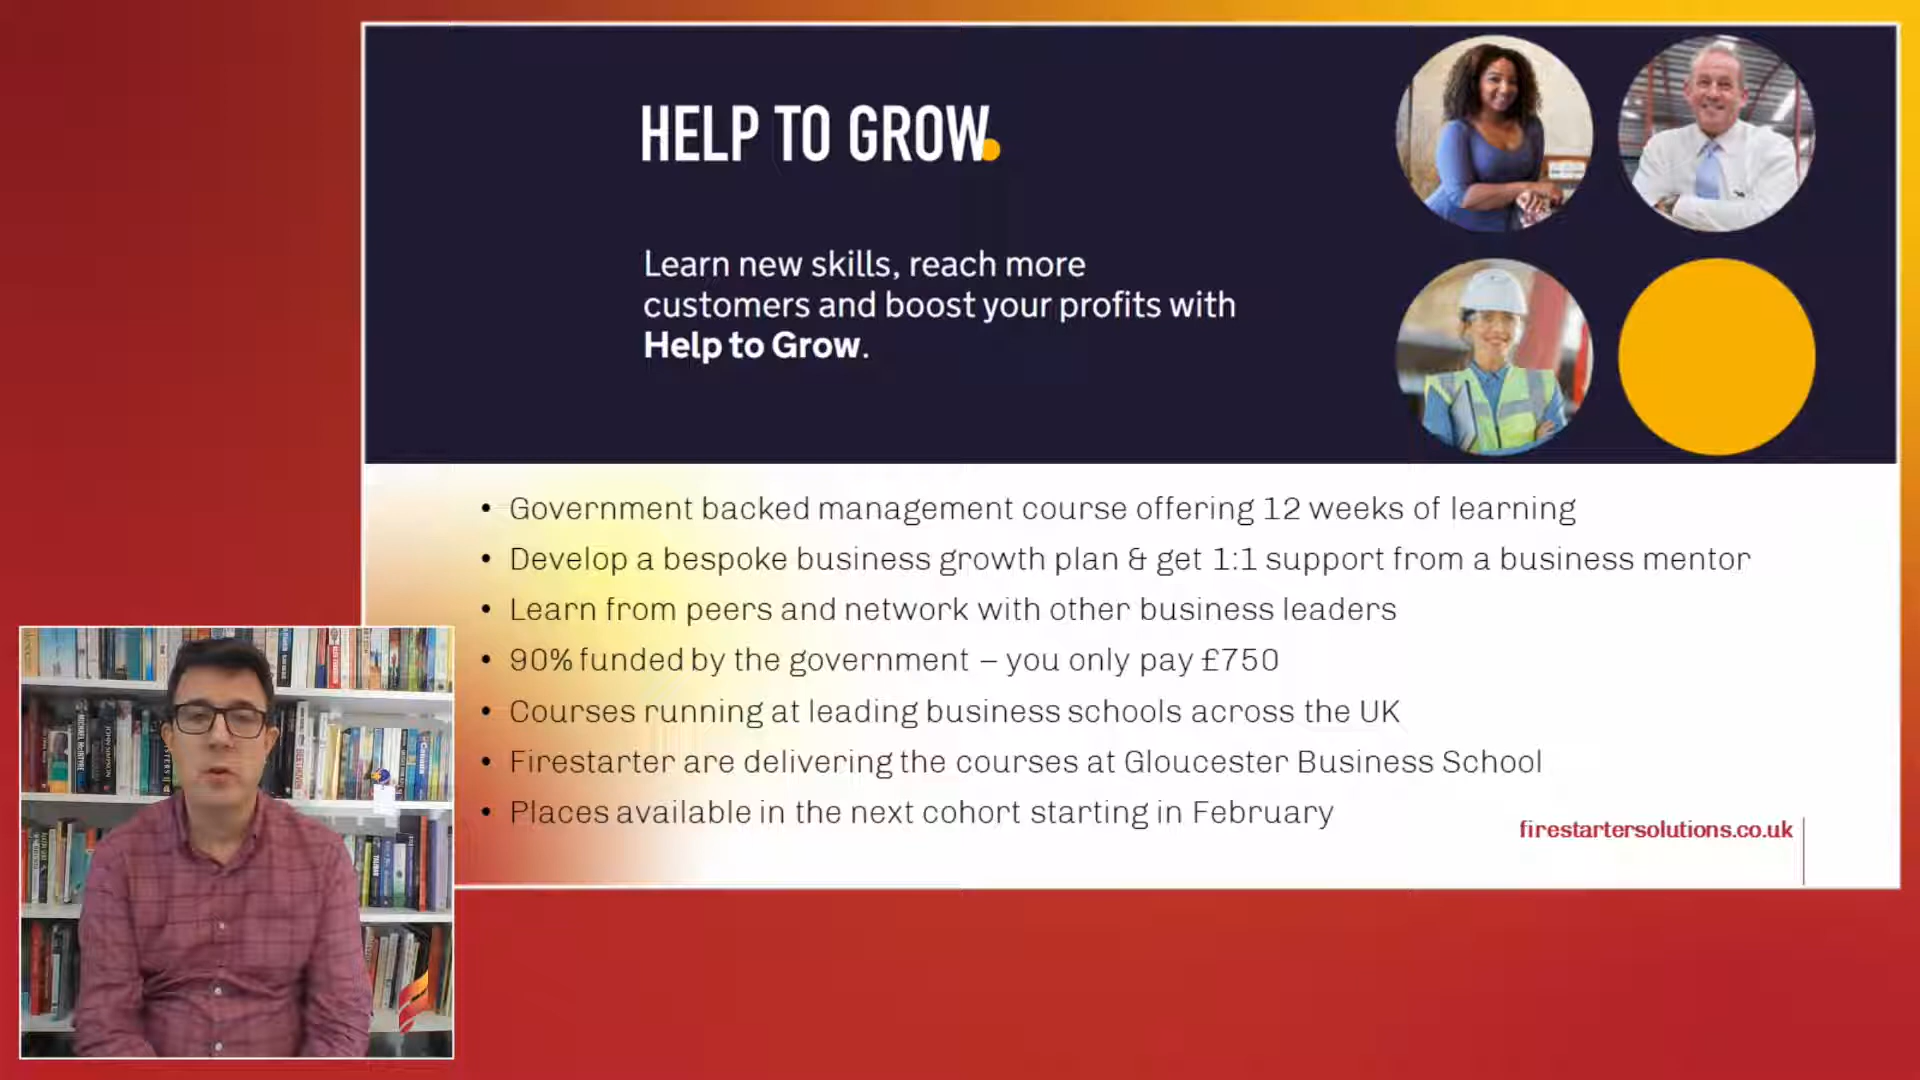 HELP TO GROW.
Learn new skills, reach more
customers and boost your profits with
Help to Grow.
• Government backed management course offering 12 weeks of learning
• Develop a bespoke business growth plan & get 1:1 support from a business mentor
• Learn from peers and network with other business leaders
• 90% funded by the government – you only pay £750
• Courses running at leading business schools across the UK
• Firestarter are delivering the courses at Gloucester Business School
• Places available in the next cohort starting in February
firestartersolutions.co.uk